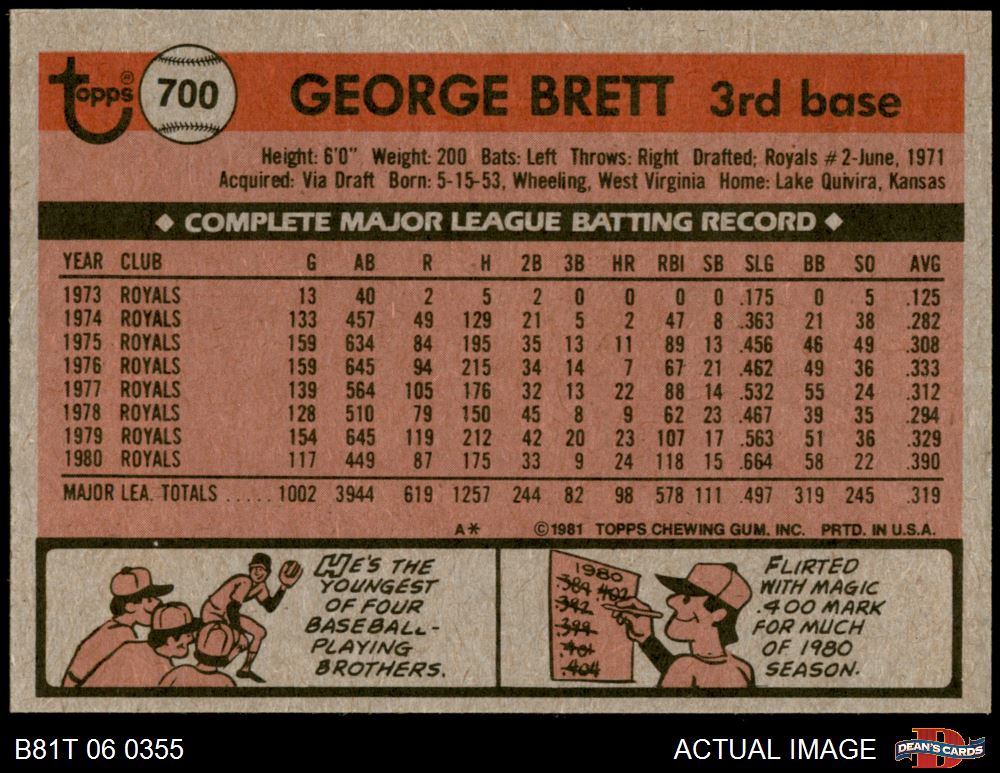 topps® 700 GEORGE BRETT 3rd base
Height: 6'0" Weight: 200 Bats: Left Throws: Right Drafted; Royals #2-June, 1971
Acquired: Via Draft Born: 5-15-53, Wheeling, West Virginia Home: Lake Quivira, Kansas
◆ COMPLETE MAJOR LEAGUE BATTING RECORD ◆
YEAR CLUB G AB R H 2B 3B HR RBI SB SLG BB SO AVG
1973 ROYALS 13 40 2 5 2 0 0 0 0 .175 0 5 .125
1974 ROYALS 133 457 49 129 21 5 2 47 8 .363 21 38 .282
1975 ROYALS 159 634 84 195 35 13 11 89 13 .456 46 49 .308
1976 ROYALS 159 645 94 215 34 14 7 67 21 .462 49 36 .333
1977 ROYALS 139 564 105 176 32 13 22 88 14 .532 55 24 .312
1978 ROYALS 128 510 79 150 45 8 9 62 23 .467 39 35 .294
1979 ROYALS 154 645 119 212 42 20 23 107 17 .563 51 36 .329
1980 ROYALS 117 449 87 175 33 9 24 118 15 .664 58 22 .390
MAJOR LEA. TOTALS ..... 1002 3944 619 1257 244 82 98 578 111 .497 319 245 .319
A* ©1981 TOPPS CHEWING GUM, INC. PRTD. IN U.S.A.
HE'S THE
YOUNGEST
OF FOUR
BASEBALL-
PLAYING
BROTHERS.
1980
.384 .402
.342
.399
.401
.404
FLIRTED
WITH MAGIC
.400 MARK
FOR MUCH
OF 1980
SEASON.
B81T 06 0355 ACTUAL IMAGE DEAN'S CARDS